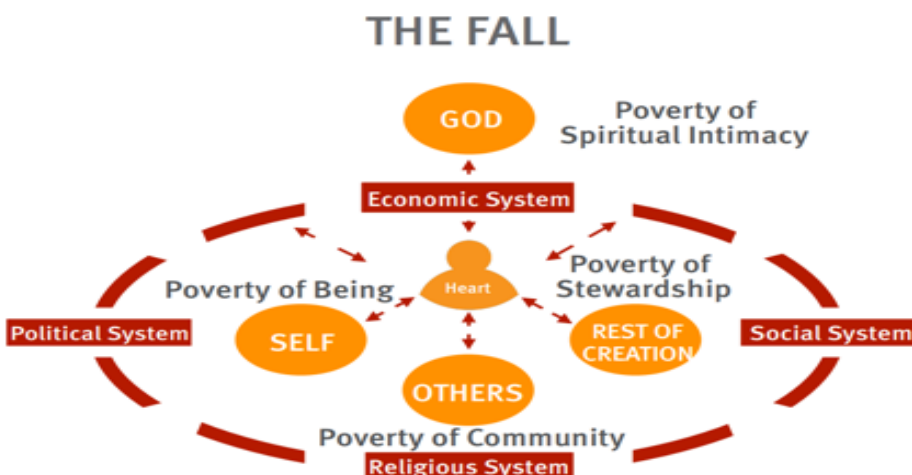 THE FALL
GOD
Poverty of
Spiritual Intimacy
Economic System
Heart
Poverty of Being
Poverty of
Stewardship
Political System
SELF
REST OF
CREATION
Social System
OTHERS
Poverty of Community
Religious System